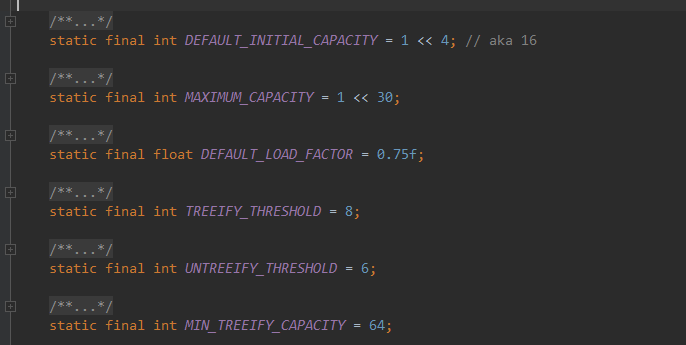 /**...*/
static final int DEFAULT_INITIAL_CAPACITY = 1 << 4; // aka 16
/**...*/
static final int MAXIMUM_CAPACITY = 1 << 30;
/**...*/
static final float DEFAULT_LOAD_FACTOR = 0.75f;
/**...*/
static final int TREEIFY_THRESHOLD = 8;
/**...*/
static final int UNTREEIFY_THRESHOLD = 6;
/**...*/
static final int MIN_TREEIFY_CAPACITY = 64;